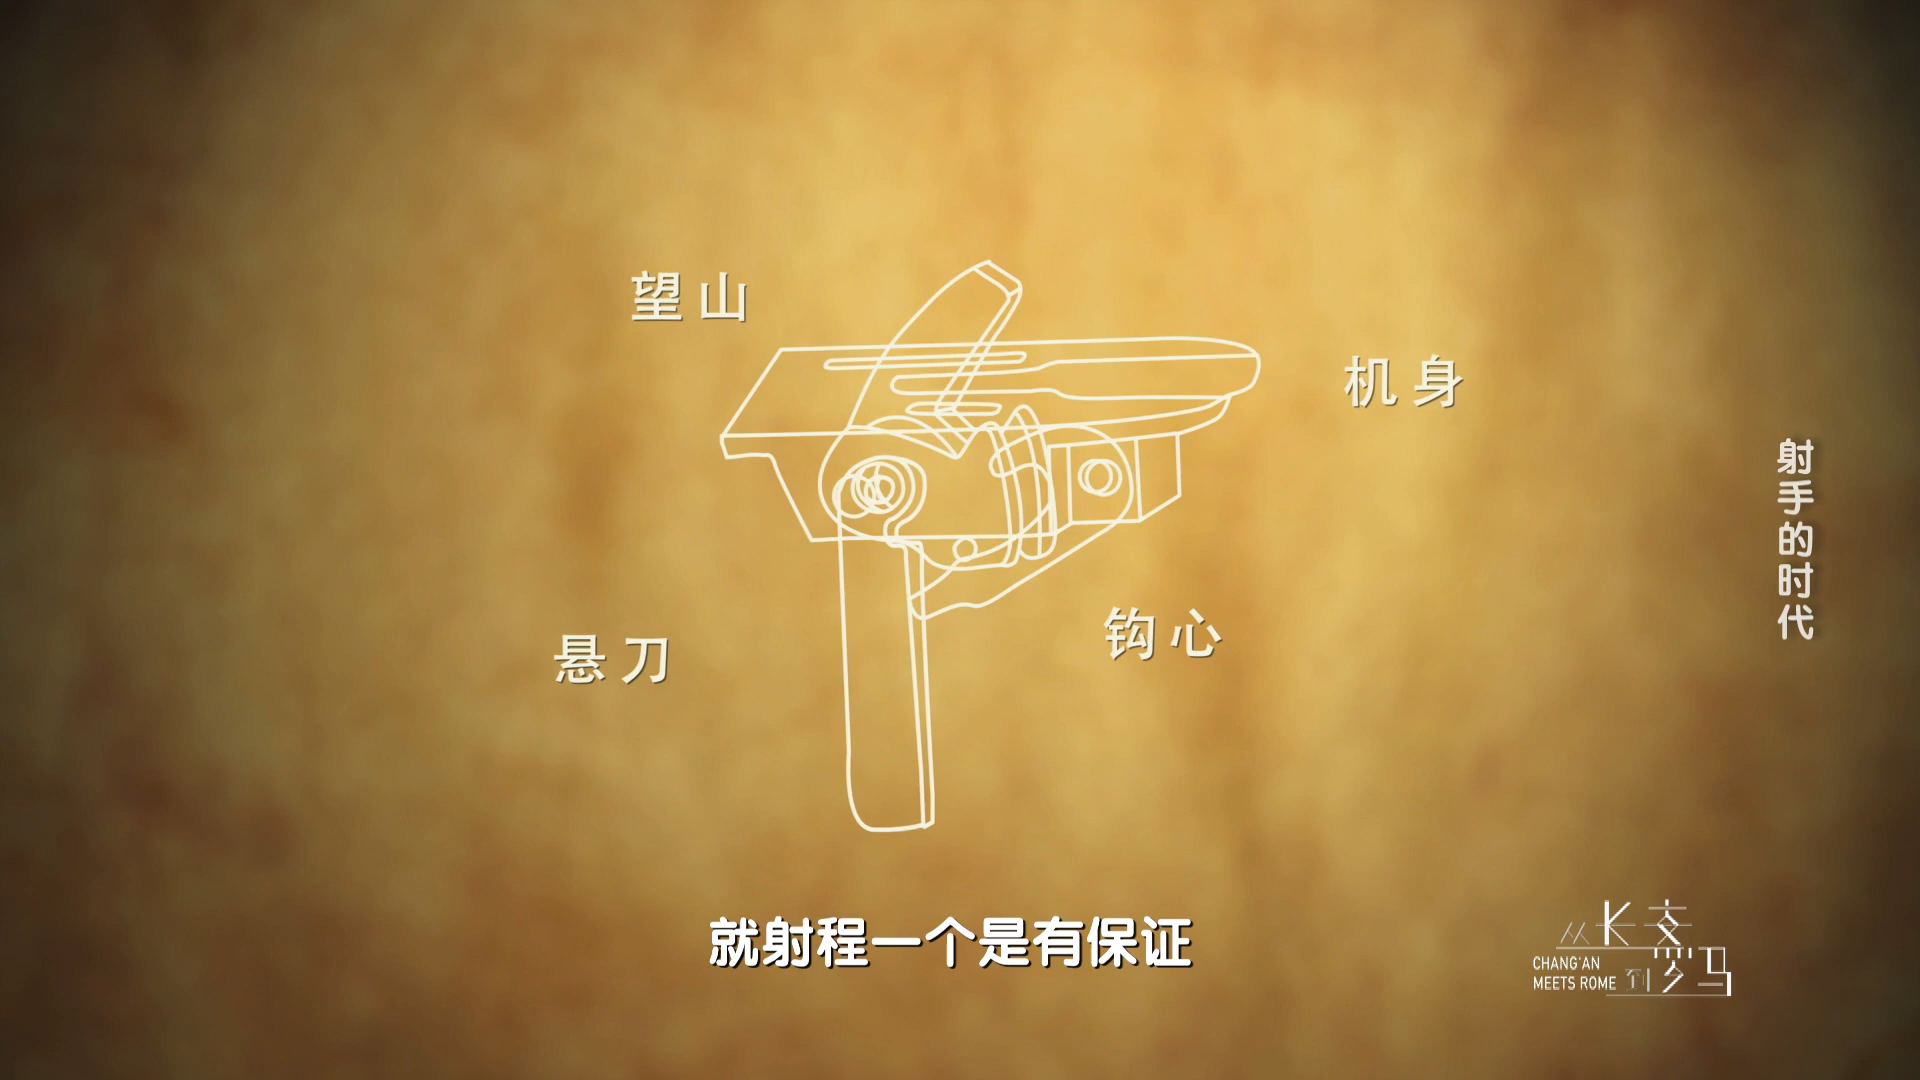 望山
机身
射手的时代
悬刀
钩心
就射程一个是有保证
从长安
CHANG'AN
MEETS ROME 到罗马